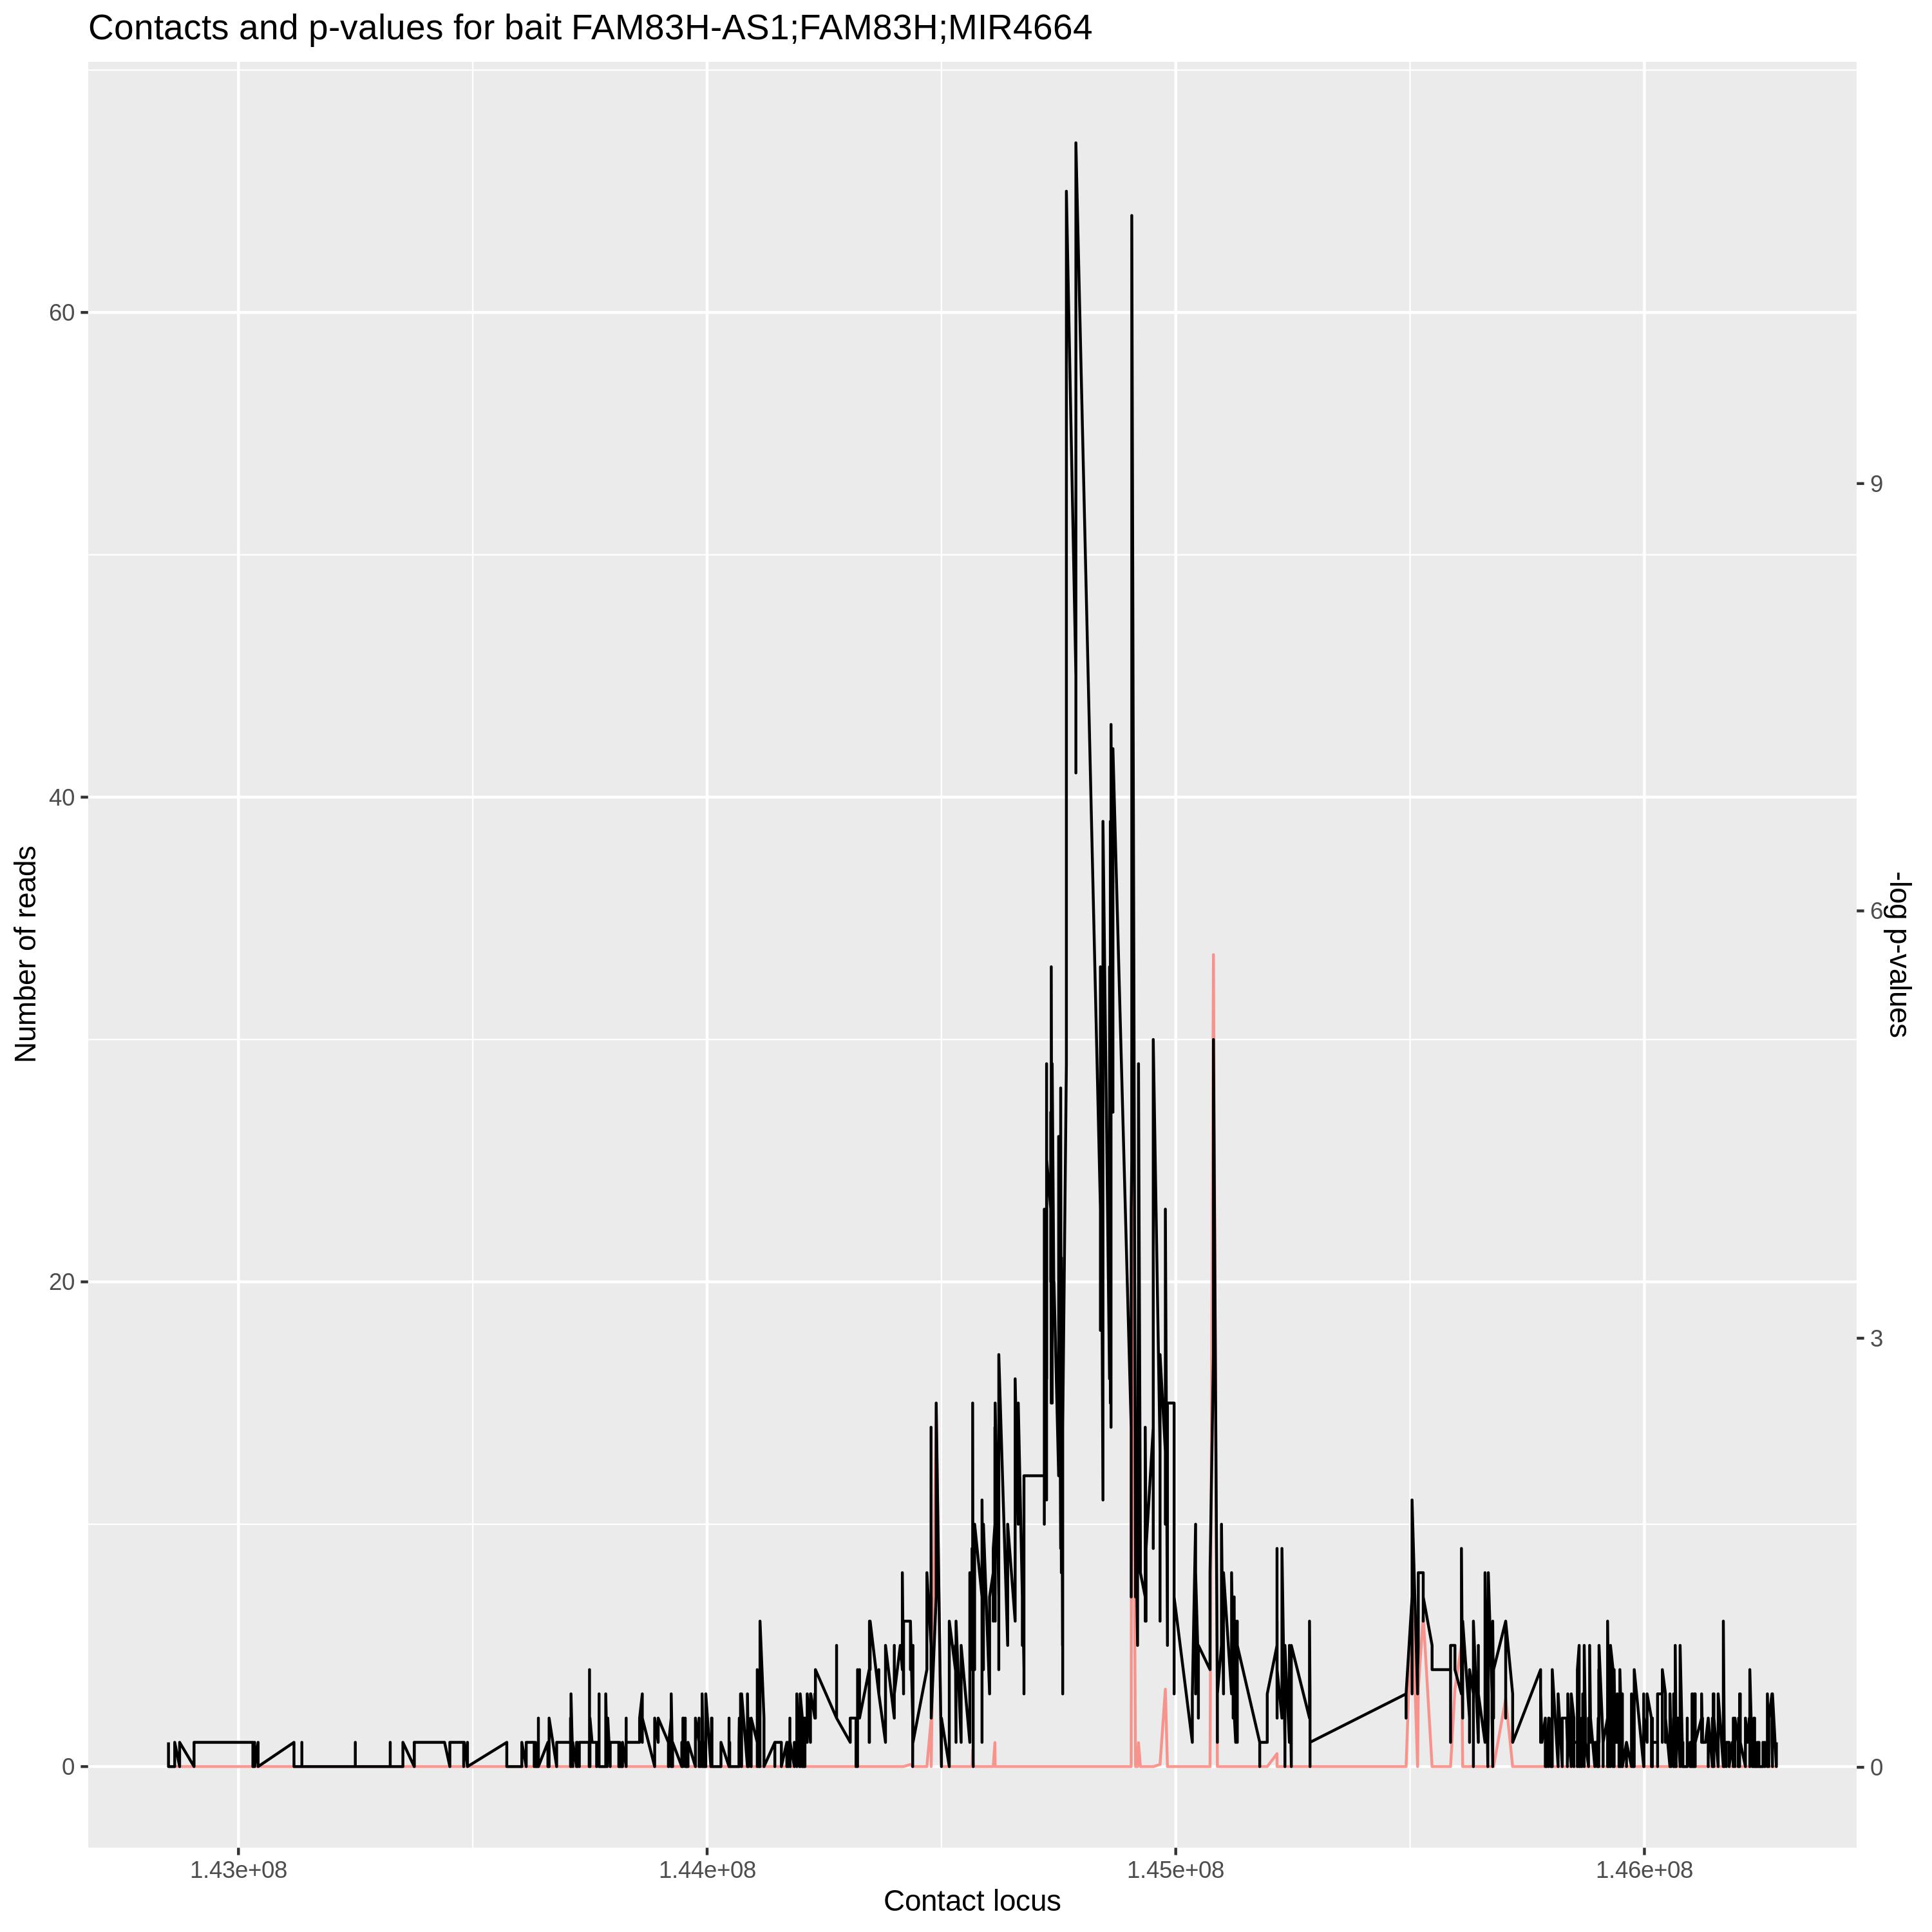 Contacts and p-values for bait FAM83H-AS1;FAM83H;MIR4664
60
40
20
0
Number of reads
9
6
3
0
-log p-values
1.43e+08 1.44e+08 1.45e+08 1.46e+08
Contact locus